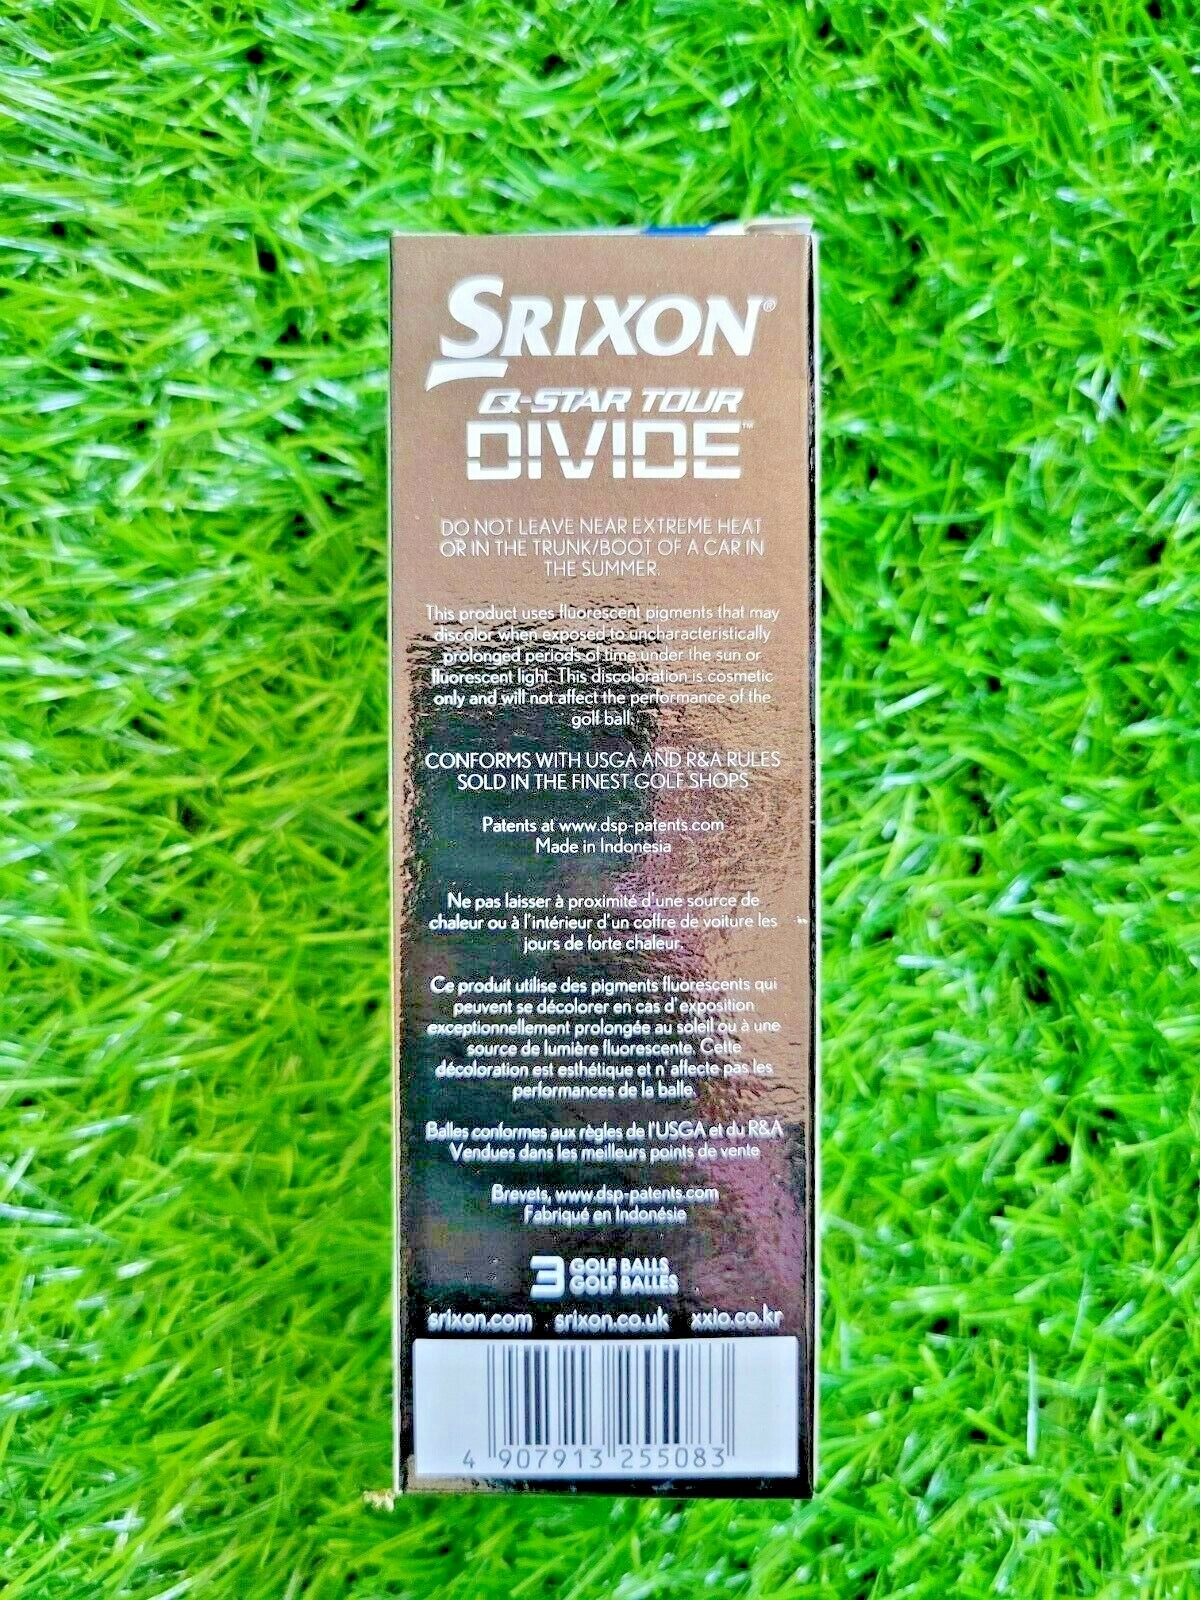 SRIXON®
Q-STAR TOUR
DIVIDE™
DO NOT LEAVE NEAR EXTREME HEAT
OR IN THE TRUNK/BOOT OF A CAR IN
THE SUMMER.
This product uses fluorescent pigments that may
discolor when exposed to uncharacteristically
prolonged periods of time under the sun or
fluorescent light. This discoloration is cosmetic
only and will not affect the performance of the
golf ball.
CONFORMS WITH USGA AND R&A RULES
SOLD IN THE FINEST GOLF SHOPS
Patents at www.dsp-patents.com
Made in Indonesia
Ne pas laisser à proximité d'une source de
chaleur ou à l'intérieur d'un coffre de voiture les
jours de forte chaleur.
Ce produit utilise des pigments fluorescents qui
peuvent se décolorer en cas d'exposition
exceptionnellement prolongée au soleil ou à une
source de lumière fluorescente. Cette
décoloration est esthétique et n'affecte pas les
performances de la balle.
Balles conformes aux règles de l'USGA et du R&A
Vendues dans les meilleurs points de vente
Brevets, www.dsp-patents.com
Fabriqué en Indonésie
3 GOLF BALLS
GOLF BALLES
srixon.com srixon.co.uk xxio.co.kr
4 907913 255083